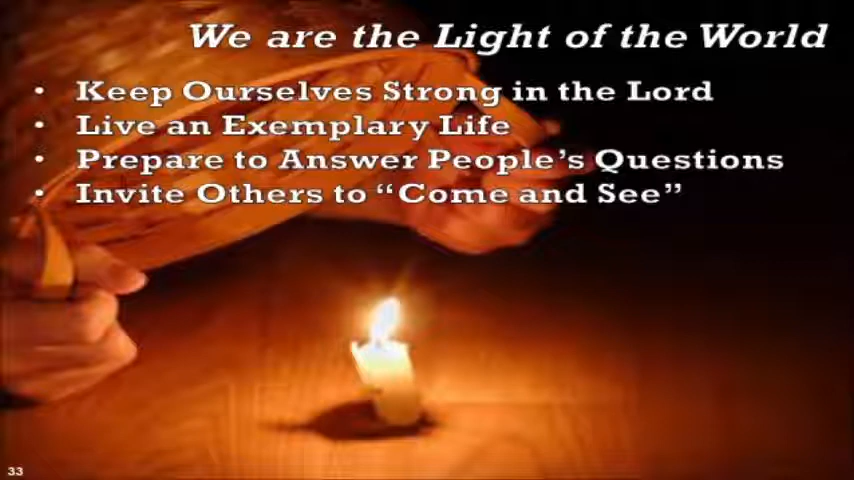 We are the Light of the World
• Keep Ourselves Strong in the Lord
• Live an Exemplary Life
• Prepare to Answer People’s Questions
• Invite Others to “Come and See”
33